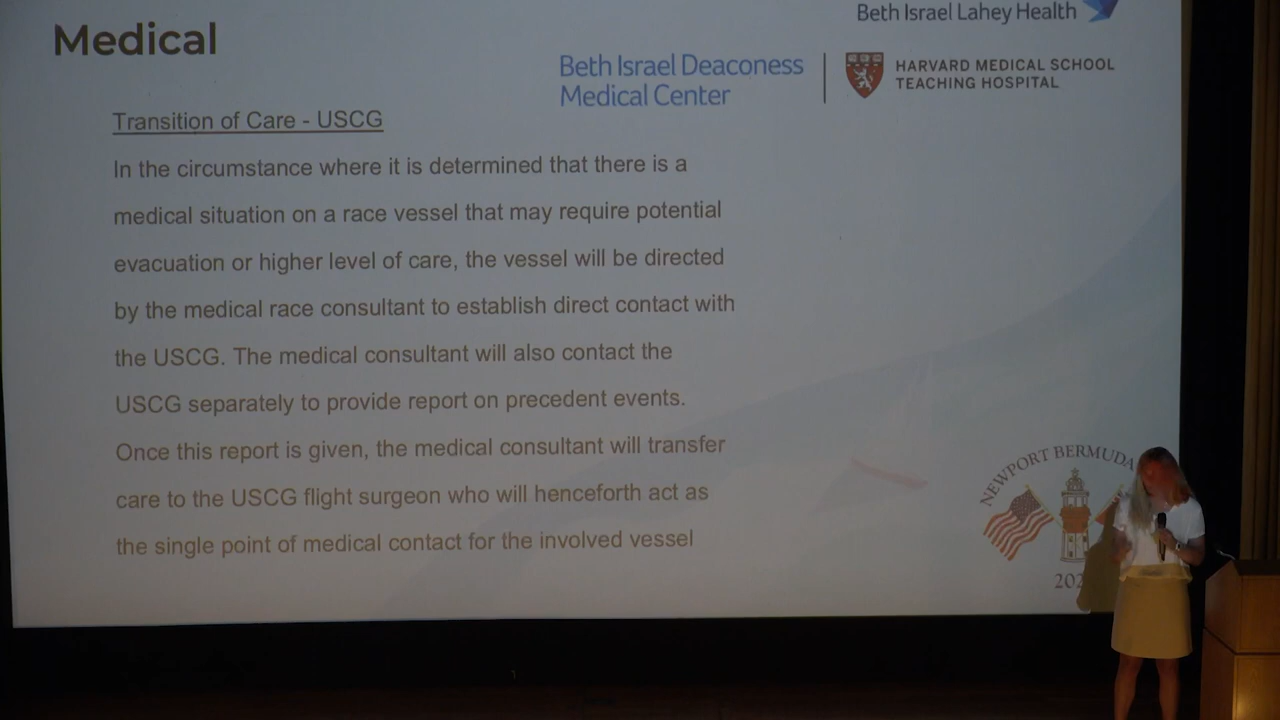 Medical
Beth Israel Lahey Health
Beth Israel Deaconess
Medical Center
HARVARD MEDICAL SCHOOL
TEACHING HOSPITAL
Transition of Care - USCG
In the circumstance where it is determined that there is a
medical situation on a race vessel that may require potential
evacuation or higher level of care, the vessel will be directed
by the medical race consultant to establish direct contact with
the USCG. The medical consultant will also contact the
USCG separately to provide report on precedent events.
Once this report is given, the medical consultant will transfer
care to the USCG flight surgeon who will henceforth act as
the single point of medical contact for the involved vessel
NEWPORT BERMUDA